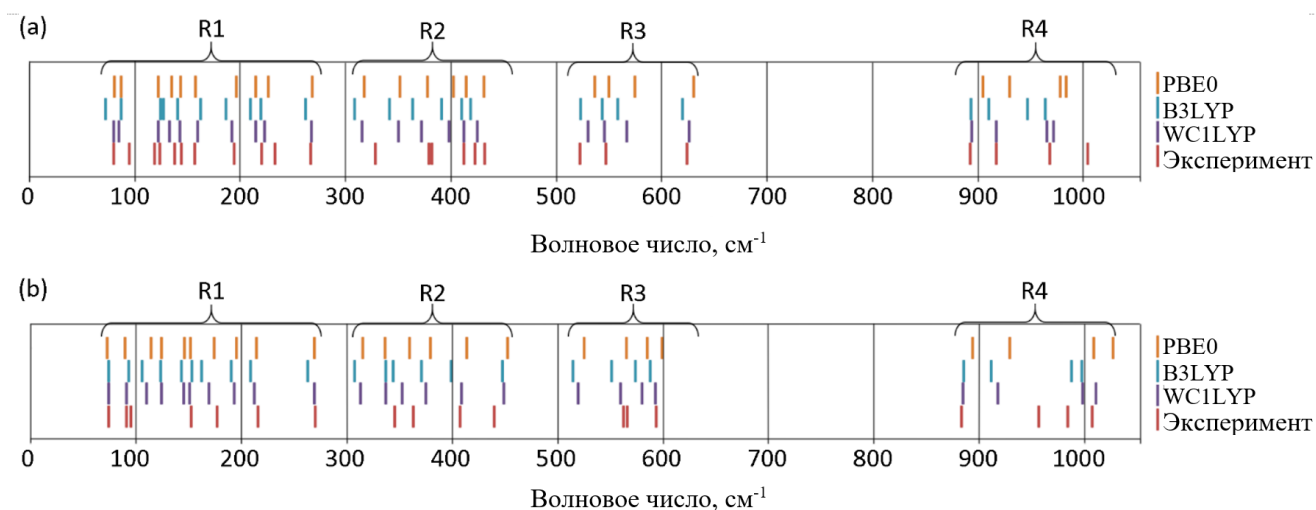 (a)
R1 R2 R3 R4
PBE0
B3LYP
WC1LYP
Эксперимент
0 100 200 300 400 500 600 700 800 900 1000
Волновое число, см-1
(b)
R1 R2 R3 R4
PBE0
B3LYP
WC1LYP
Эксперимент
0 100 200 300 400 500 600 700 800 900 1000
Волновое число, см-1